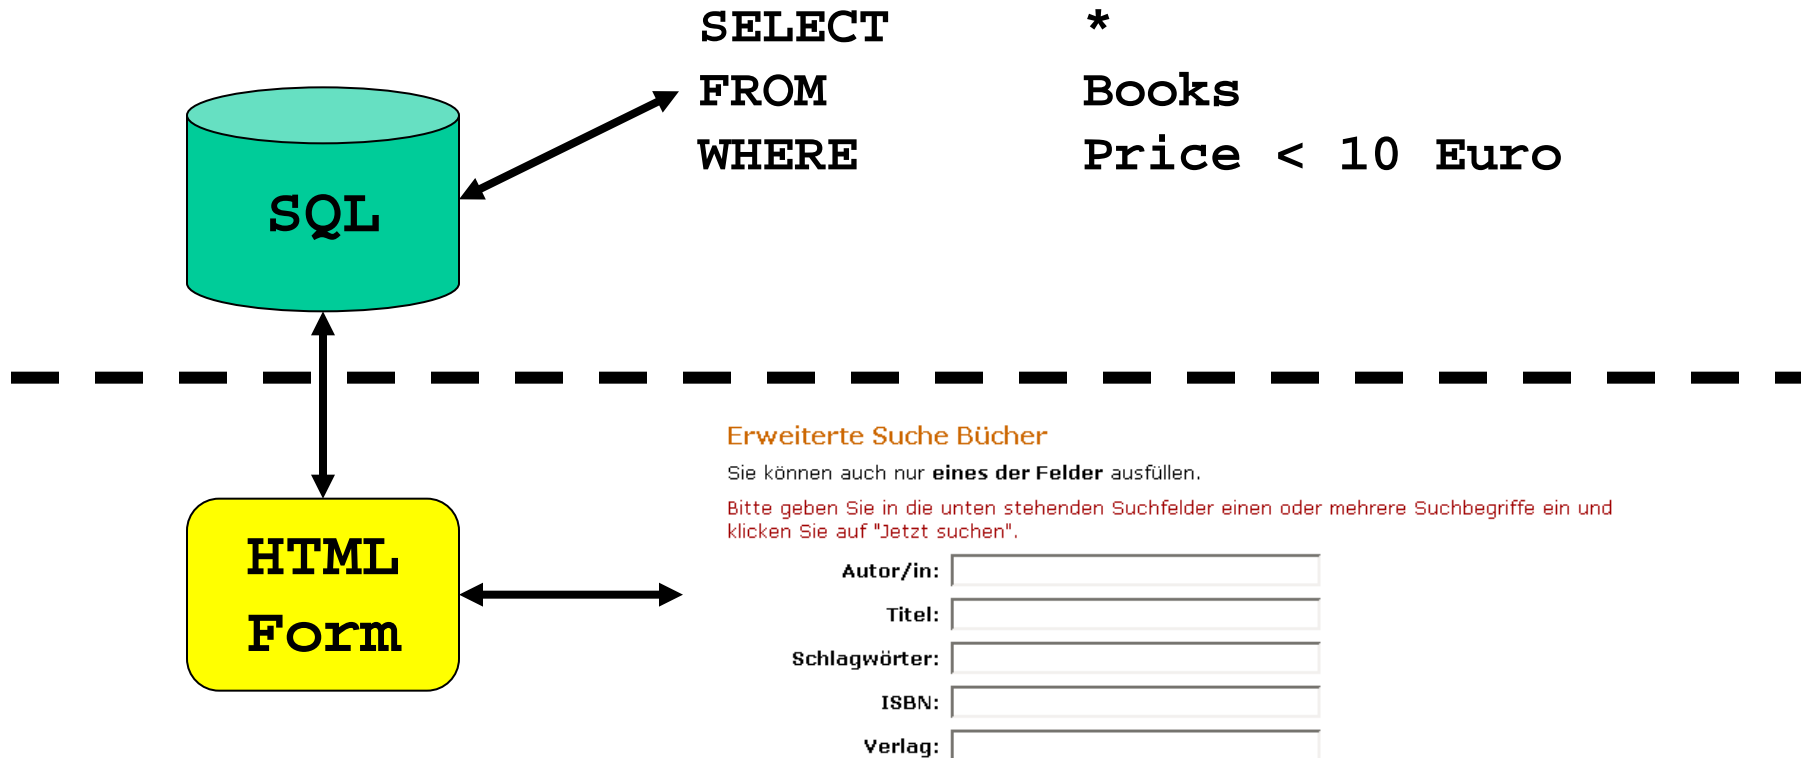 SELECT *
FROM Books
WHERE Price < 10 Euro
SQL
HTML
Form
Erweiterte Suche Bücher
Sie können auch nur eines der Felder ausfüllen.
Bitte geben Sie in die unten stehenden Suchfelder einen oder mehrere Suchbegriffe ein und
klicken Sie auf "Jetzt suchen".
Autor/in:
Titel:
Schlagwörter:
ISBN:
Verlag: